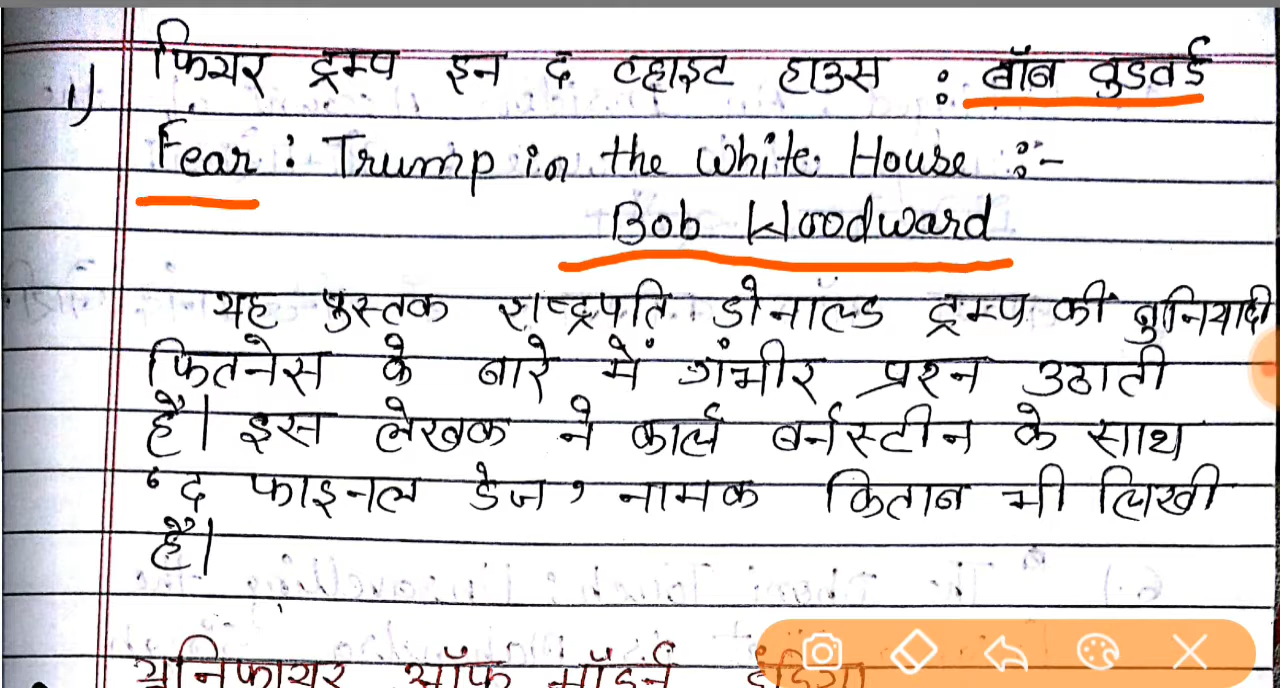 1) फियर ट्रम्प इन द व्हाइट हाउस : बॉब वुडवर्ड
Fear : Trump in the White House :-
Bob Woodward
यह पुस्तक राष्ट्रपति डोनाल्ड ट्रम्प की बुनियादी
फितनेस के बारे में गंभीर प्रश्न उठाती
है। इस लेखक ने कार्ल बर्नस्टीन के साथ
'द फाइनल डेज' नामक किताब भी लिखी
है।
यूनिफायर ऑफ मॉडर्न इंडिया